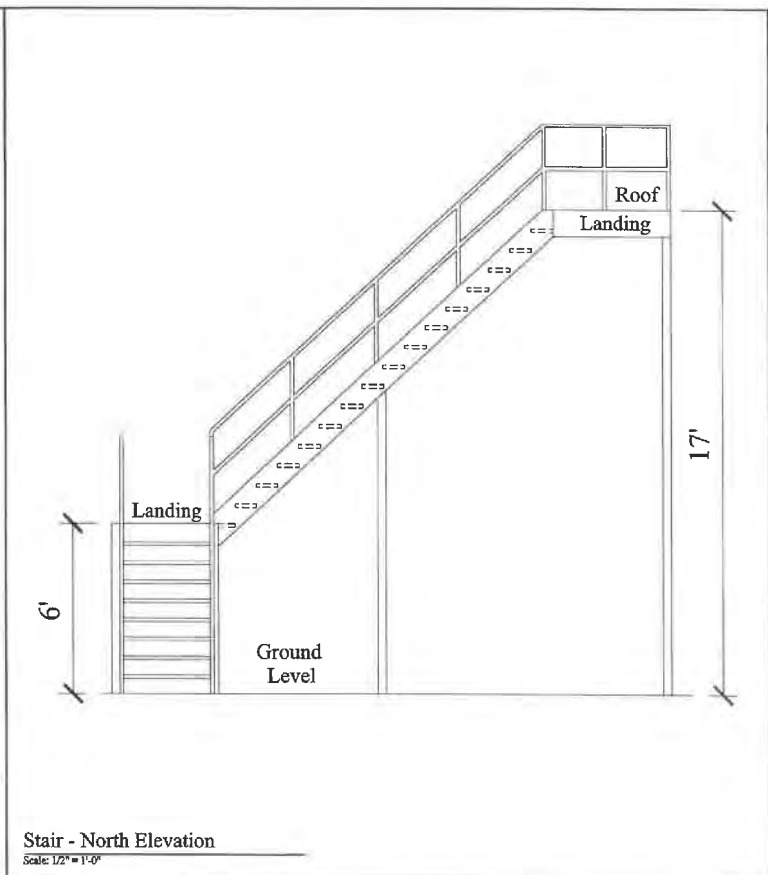 Roof
Landing
17'
Landing
6'
Ground
Level
Stair - North Elevation
Scale: 1/2" = 1'-0"